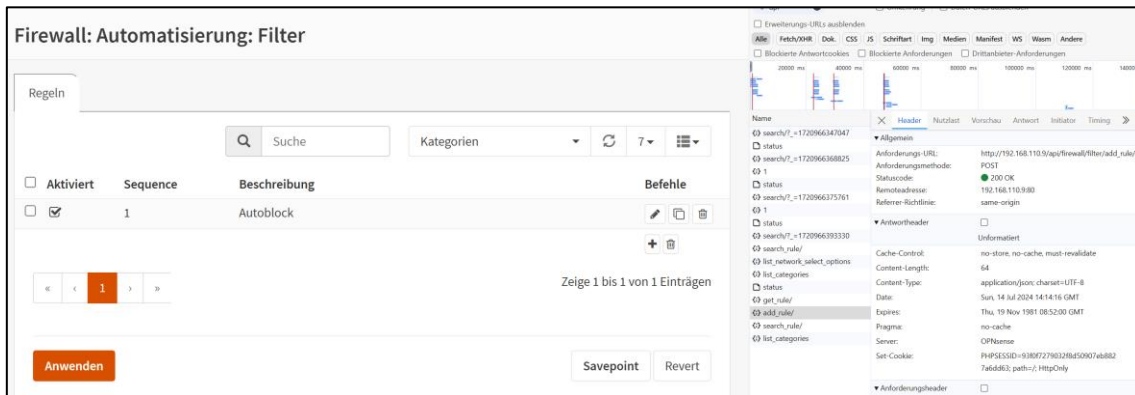 Firewall: Automatisierung: Filter
Regeln
Suche
Kategorien
7
Aktiviert Sequence Beschreibung Befehle
1 Autoblock
« ‹ 1 › »
Zeige 1 bis 1 von 1 Einträgen
Anwenden
Savepoint Revert
Erweiterungs-URLs ausblenden
Alle Fetch/XHR Dok. CSS JS Schriftart Img Medien Manifest WS Wasm Andere
Blockierte Antwortcookies Blockierte Anforderungen Drittanbieter-Anforderungen
20000 ms 40000 ms 60000 ms 80000 ms 100000 ms 120000 ms
Name
search/?_=1720966347047
status
search/?_=1720966368825
1
status
search/?_=1720966375761
1
status
search/?_=1720966393330
search_rule/
list_network_select_options
list_categories
status
get_rule/
add_rule/
search_rule/
list_categories
Header Nutzlast Vorschau Antwort Initiator Timing
Allgemein
Anforderungs-URL: http://192.168.110.9/api/firewall/filter/add_rule/
Anforderungsmethode: POST
Statuscode: 200 OK
Remoteadresse: 192.168.110.9:80
Referrer-Richtlinie: same-origin
Antwortheader
Unformatiert
Cache-Control: no-store, no-cache, must-revalidate
Content-Length: 64
Content-Type: application/json; charset=UTF-8
Date: Sun, 14 Jul 2024 14:14:16 GMT
Expires: Thu, 19 Nov 1981 08:52:00 GMT
Pragma: no-cache
Server: OPNsense
Set-Cookie: PHPSESSID=93f0f7279032f8d50907eb882
7a6dd63; path=/; HttpOnly
Anforderungsheader